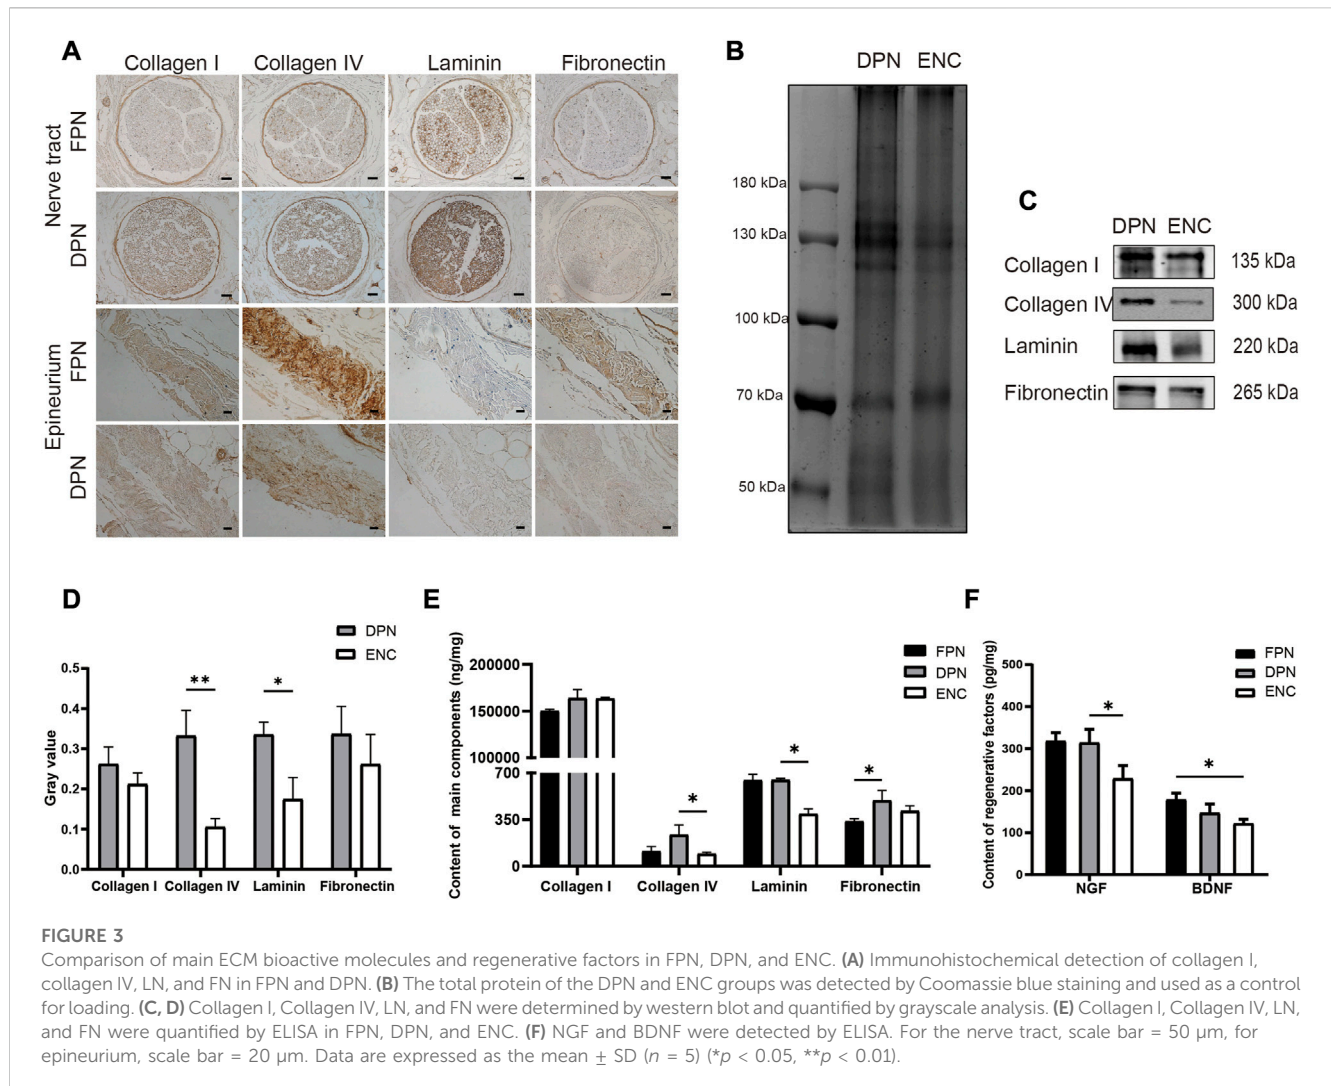 A
Collagen I
Collagen IV
Laminin
Fibronectin
Nerve tract
FPN
DPN
Epineurium
FPN
DPN
B
DPN ENC
180 kDa
130 kDa
100 kDa
70 kDa
50 kDa
C
DPN ENC
Collagen I 135 kDa
Collagen IV 300 kDa
Laminin 220 kDa
Fibronectin 265 kDa
D
DPN
ENC
Gray value
0.5
0.4
0.3
0.2
0.1
0.0
**
*
Collagen I Collagen IV Laminin Fibronectin
E
FPN
DPN
ENC
Content of main components (ng/mg)
200000
150000
100000
700
350
0
*
*
*
Collagen I Collagen IV Laminin Fibronectin
F
FPN
DPN
ENC
Content of regenerative factors (pg/mg)
500
400
300
200
100
0
*
*
NGF BDNF
FIGURE 3
Comparison of main ECM bioactive molecules and regenerative factors in FPN, DPN, and ENC. (A) Immunohistochemical detection of collagen I,
collagen IV, LN, and FN in FPN and DPN. (B) The total protein of the DPN and ENC groups was detected by Coomassie blue staining and used as a control
for loading. (C, D) Collagen I, Collagen IV, LN, and FN were determined by western blot and quantified by grayscale analysis. (E) Collagen I, Collagen IV, LN,
and FN were quantified by ELISA in FPN, DPN, and ENC. (F) NGF and BDNF were detected by ELISA. For the nerve tract, scale bar = 50 µm, for
epineurium, scale bar = 20 µm. Data are expressed as the mean ± SD (n = 5) (*p < 0.05, **p < 0.01).